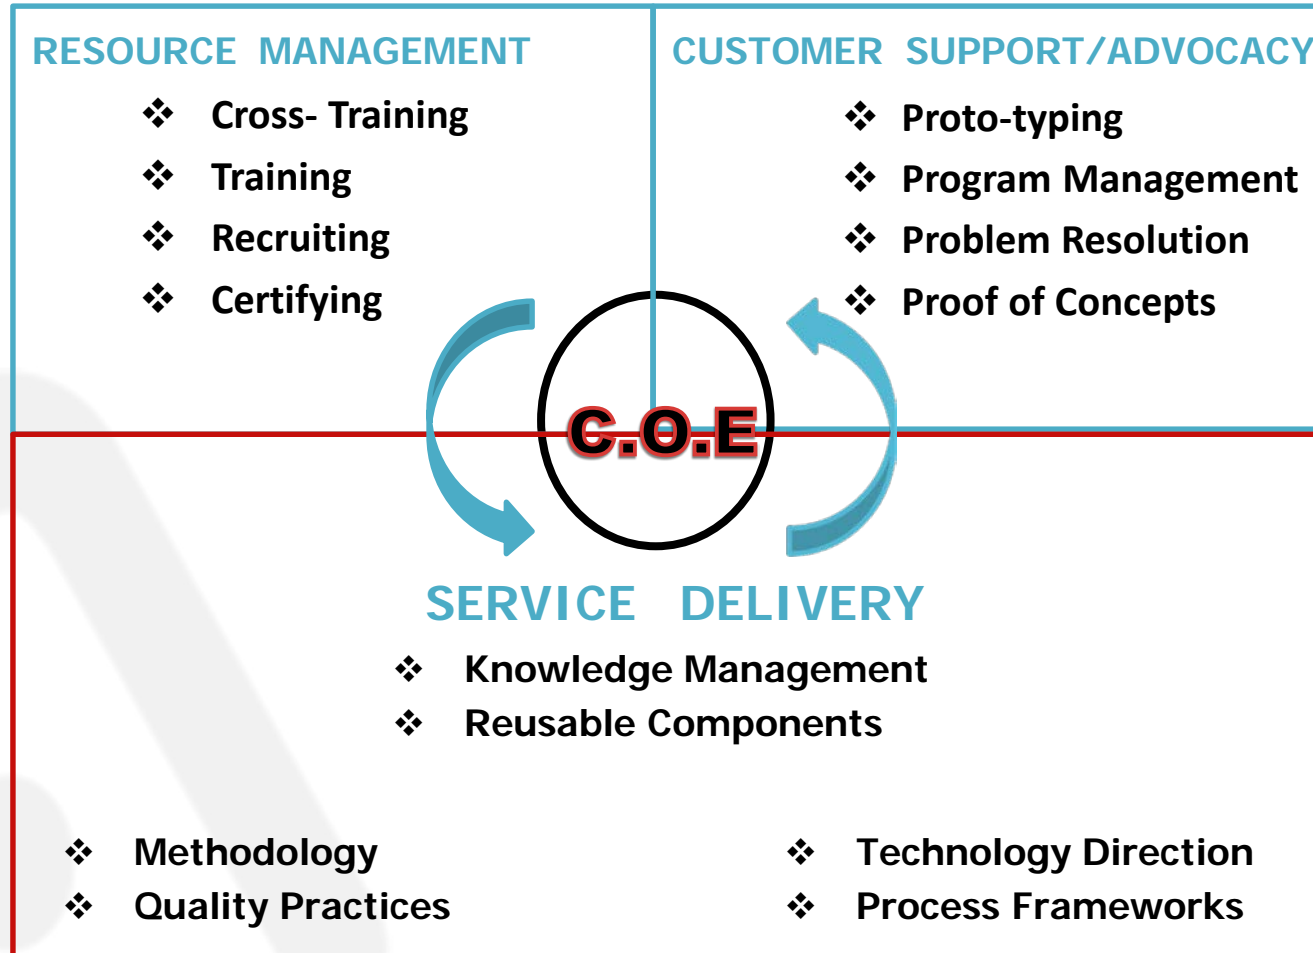 RESOURCE MANAGEMENT
❖ Cross- Training
❖ Training
❖ Recruiting
❖ Certifying
CUSTOMER SUPPORT/ADVOCACY
❖ Proto-typing
❖ Program Management
❖ Problem Resolution
❖ Proof of Concepts
C.O.E
SERVICE DELIVERY
❖ Knowledge Management
❖ Reusable Components
❖ Methodology
❖ Quality Practices
❖ Technology Direction
❖ Process Frameworks